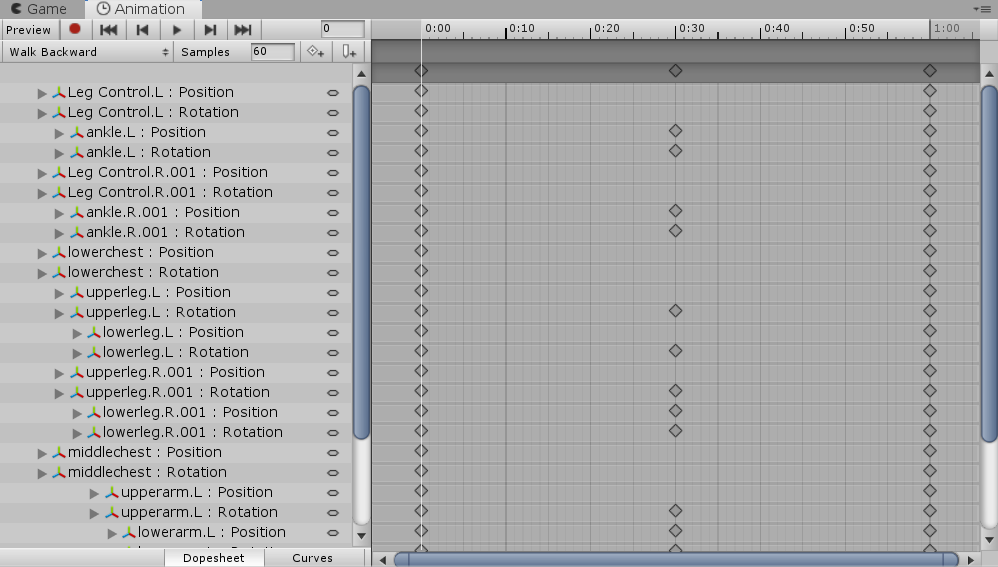 Game Animation
Preview 0 0:00 0:10 0:20 0:30 0:40 0:50 1:00
Walk Backward Samples 60
Leg Control.L : Position
Leg Control.L : Rotation
ankle.L : Position
ankle.L : Rotation
Leg Control.R.001 : Position
Leg Control.R.001 : Rotation
ankle.R.001 : Position
ankle.R.001 : Rotation
lowerchest : Position
lowerchest : Rotation
upperleg.L : Position
upperleg.L : Rotation
lowerleg.L : Position
lowerleg.L : Rotation
upperleg.R.001 : Position
upperleg.R.001 : Rotation
lowerleg.R.001 : Position
lowerleg.R.001 : Rotation
middlechest : Position
middlechest : Rotation
upperarm.L : Position
upperarm.L : Rotation
lowerarm.L : Position
Dopesheet Curves